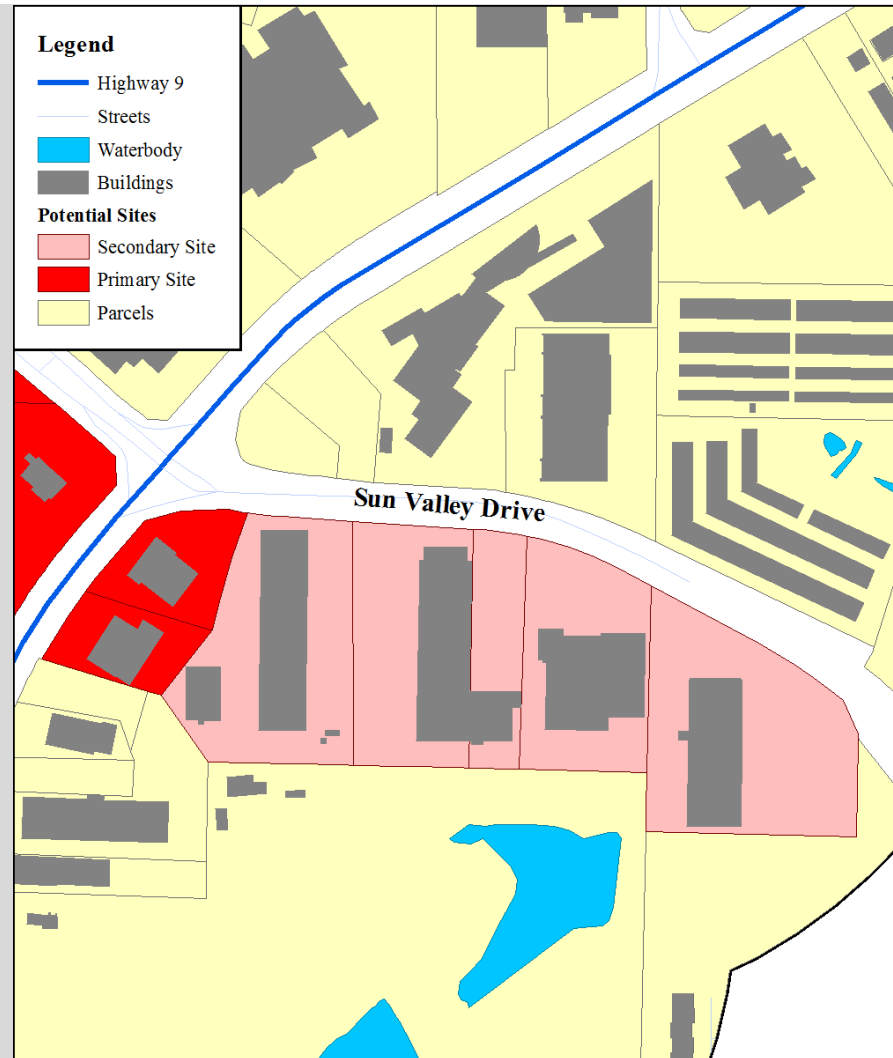 Legend
Highway 9
Streets
Waterbody
Buildings
Potential Sites
Secondary Site
Primary Site
Parcels
Sun Valley Drive